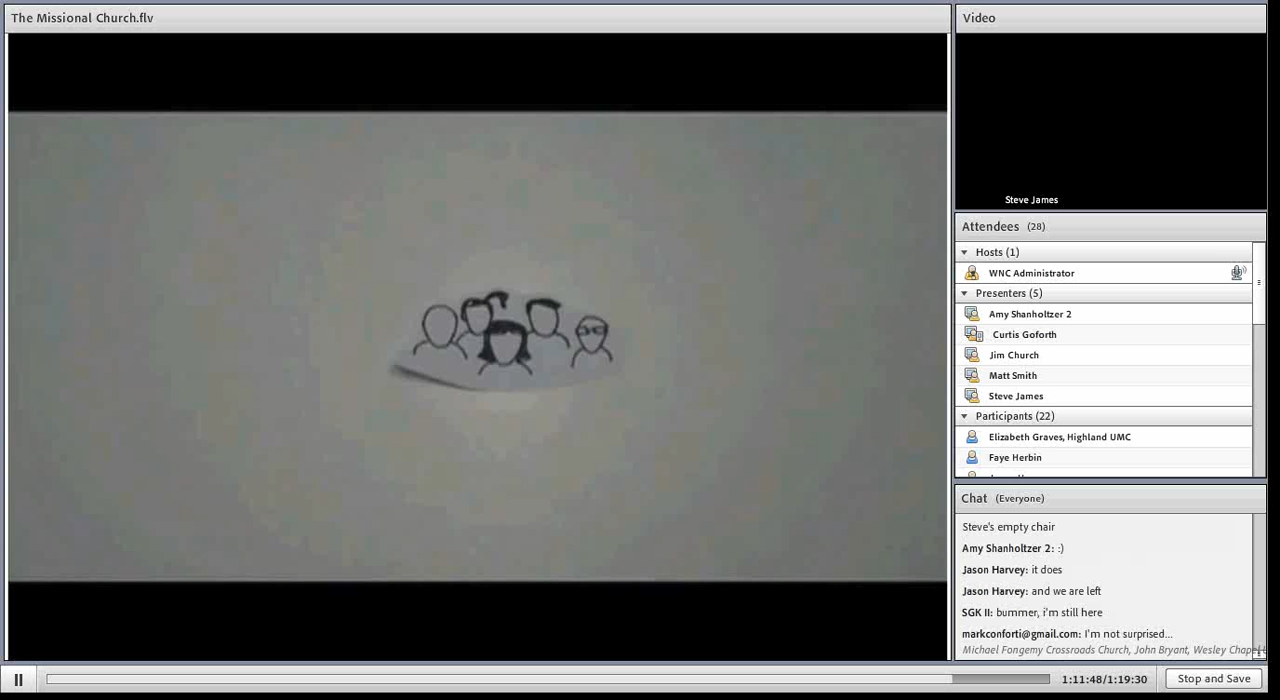 The Missional Church.flv
Video
Steve James
Attendees (28)
Hosts (1)
WNC Administrator
Presenters (5)
Amy Shanholtzer 2
Curtis Goforth
Jim Church
Matt Smith
Steve James
Participants (22)
Elizabeth Graves, Highland UMC
Faye Herbin
Chat (Everyone)
Steve's empty chair
Amy Shanholtzer 2: :)
Jason Harvey: it does
Jason Harvey: and we are left
SGK II: bummer, i'm still here
markconforti@gmail.com: I'm not surprised...
Michael Fongemy Crossroads Church, John Bryant, Wesley Chapel
1:11:48/1:19:30
Stop and Save